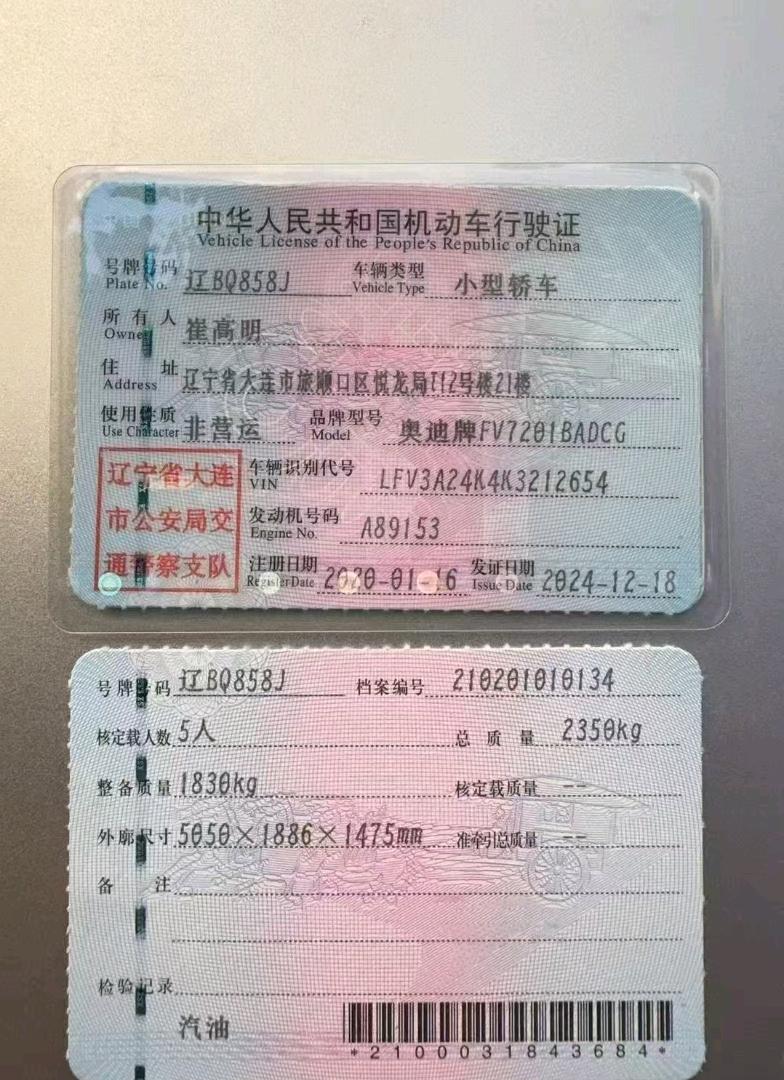 中华人民共和国机动车行驶证
Vehicle License of the People's Republic of China
号牌号码 辽BQ858J 车辆类型 小型轿车
Plate No. Vehicle Type
所有人 崔高明
Owner
住址 辽宁省大连市旅顺口区悦龙局T12号楼21楼
Address
使用性质 非营运 品牌型号 奥迪牌FV7201BADCG
Use Character Model
辽宁省大连
市公安局交
通警察支队
车辆识别代号 LFV3A24K4K3212654
VIN
发动机号码 A89153
Engine No.
注册日期 2020-01-16 发证日期 2024-12-18
Register Date Issue Date
号牌号码 辽BQ858J 档案编号 210201010134
核定载人数 5人 总质量 2350kg
整备质量 1830kg 核定载质量 --
外廓尺寸 5050×1886×1475mm 准牵引总质量 --
备注
检验记录
汽油
*2100031843684*